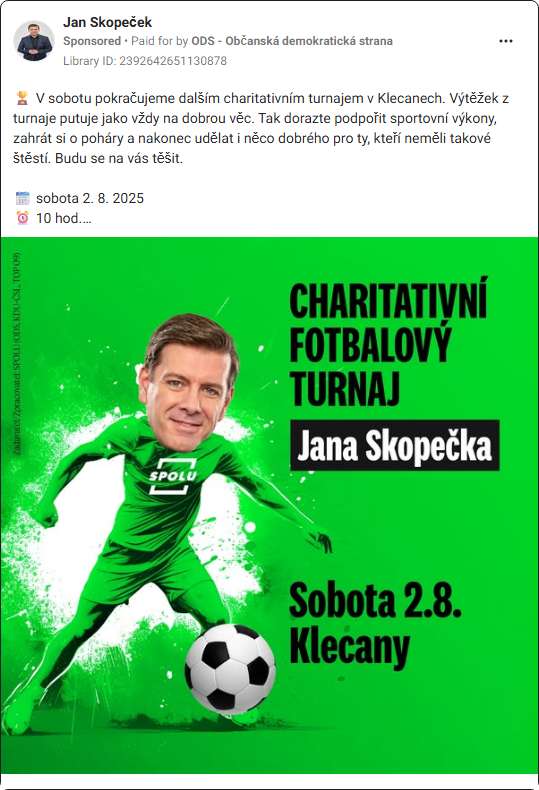 Jan Skopeček
Sponsored • Paid for by ODS - Občanská demokratická strana
Library ID: 2392642651130878
🏆 V sobotu pokračujeme dalším charitativním turnajem v Klecanech. Výtěžek z
turnaje putuje jako vždy na dobrou věc. Tak dorazte podpořit sportovní výkony,
zahrát si o poháry a nakonec udělat i něco dobrého pro ty, kteří neměli takové
štěstí. Budu se na vás těšit.
🗓️ sobota 2. 8. 2025
⏰ 10 hod....
Zadavatel/Zpracovatel: SPOLU (ODS, KDU-ČSL, TOP 09)
CHARITATIVNÍ
FOTBALOVÝ
TURNAJ
Jana Skopečka
SPOLU
Sobota 2.8.
Klecany